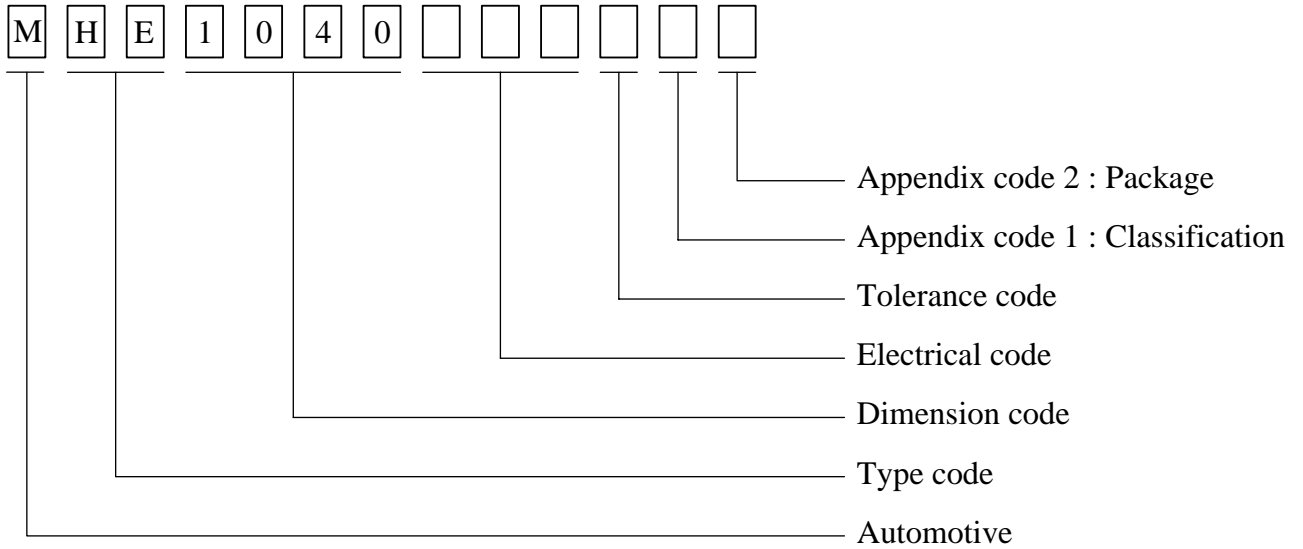 M H E 1 0 4 0
Appendix code 2 : Package
Appendix code 1 : Classification
Tolerance code
Electrical code
Dimension code
Type code
Automotive